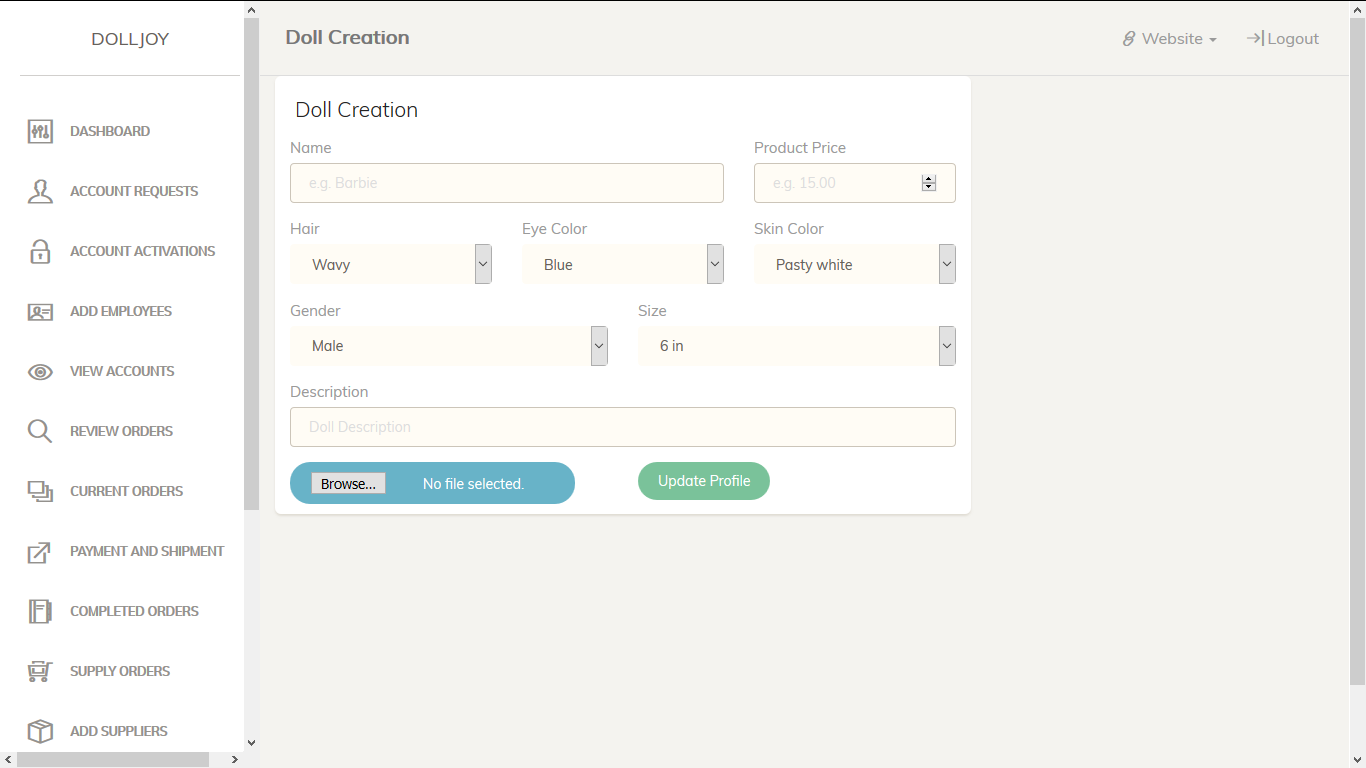 DOLLJOY
DASHBOARD
ACCOUNT REQUESTS
ACCOUNT ACTIVATIONS
ADD EMPLOYEES
VIEW ACCOUNTS
REVIEW ORDERS
CURRENT ORDERS
PAYMENT AND SHIPMENT
COMPLETED ORDERS
SUPPLY ORDERS
ADD SUPPLIERS
Doll Creation
Website
Logout
Doll Creation
Name
Product Price
e.g. Barbie
e.g. 15.00
Hair
Eye Color
Skin Color
Wavy
Blue
Pasty white
Gender
Size
Male
6 in
Description
Doll Description
Browse...
No file selected.
Update Profile